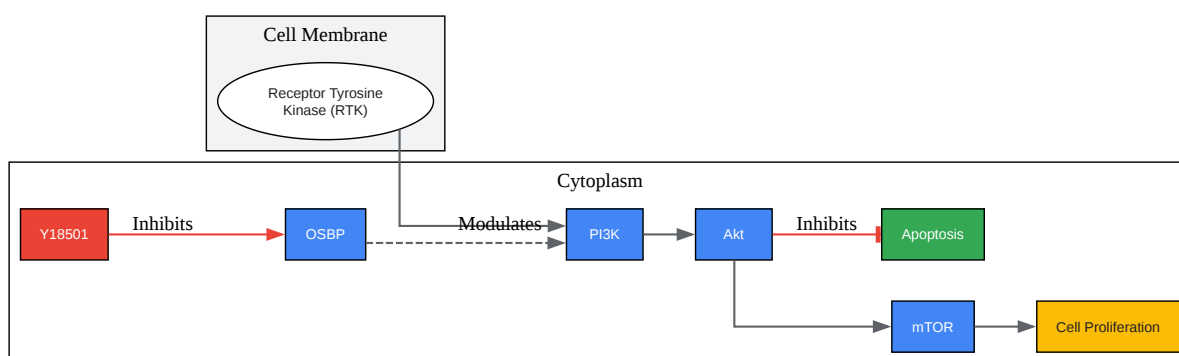 Cell Membrane
Receptor Tyrosine
Kinase (RTK)
Cytoplasm
Y18501
Inhibits
OSBP
Modulates
PI3K
Akt
Inhibits
Apoptosis
mTOR
Cell Proliferation